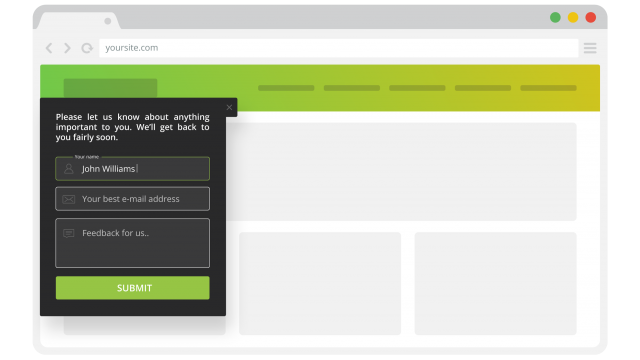 yoursite.com
Please let us know about anything
important to you. We'll get back to
you fairly soon.
Your name
John Williams
Your best e-mail address
Feedback for us..
SUBMIT